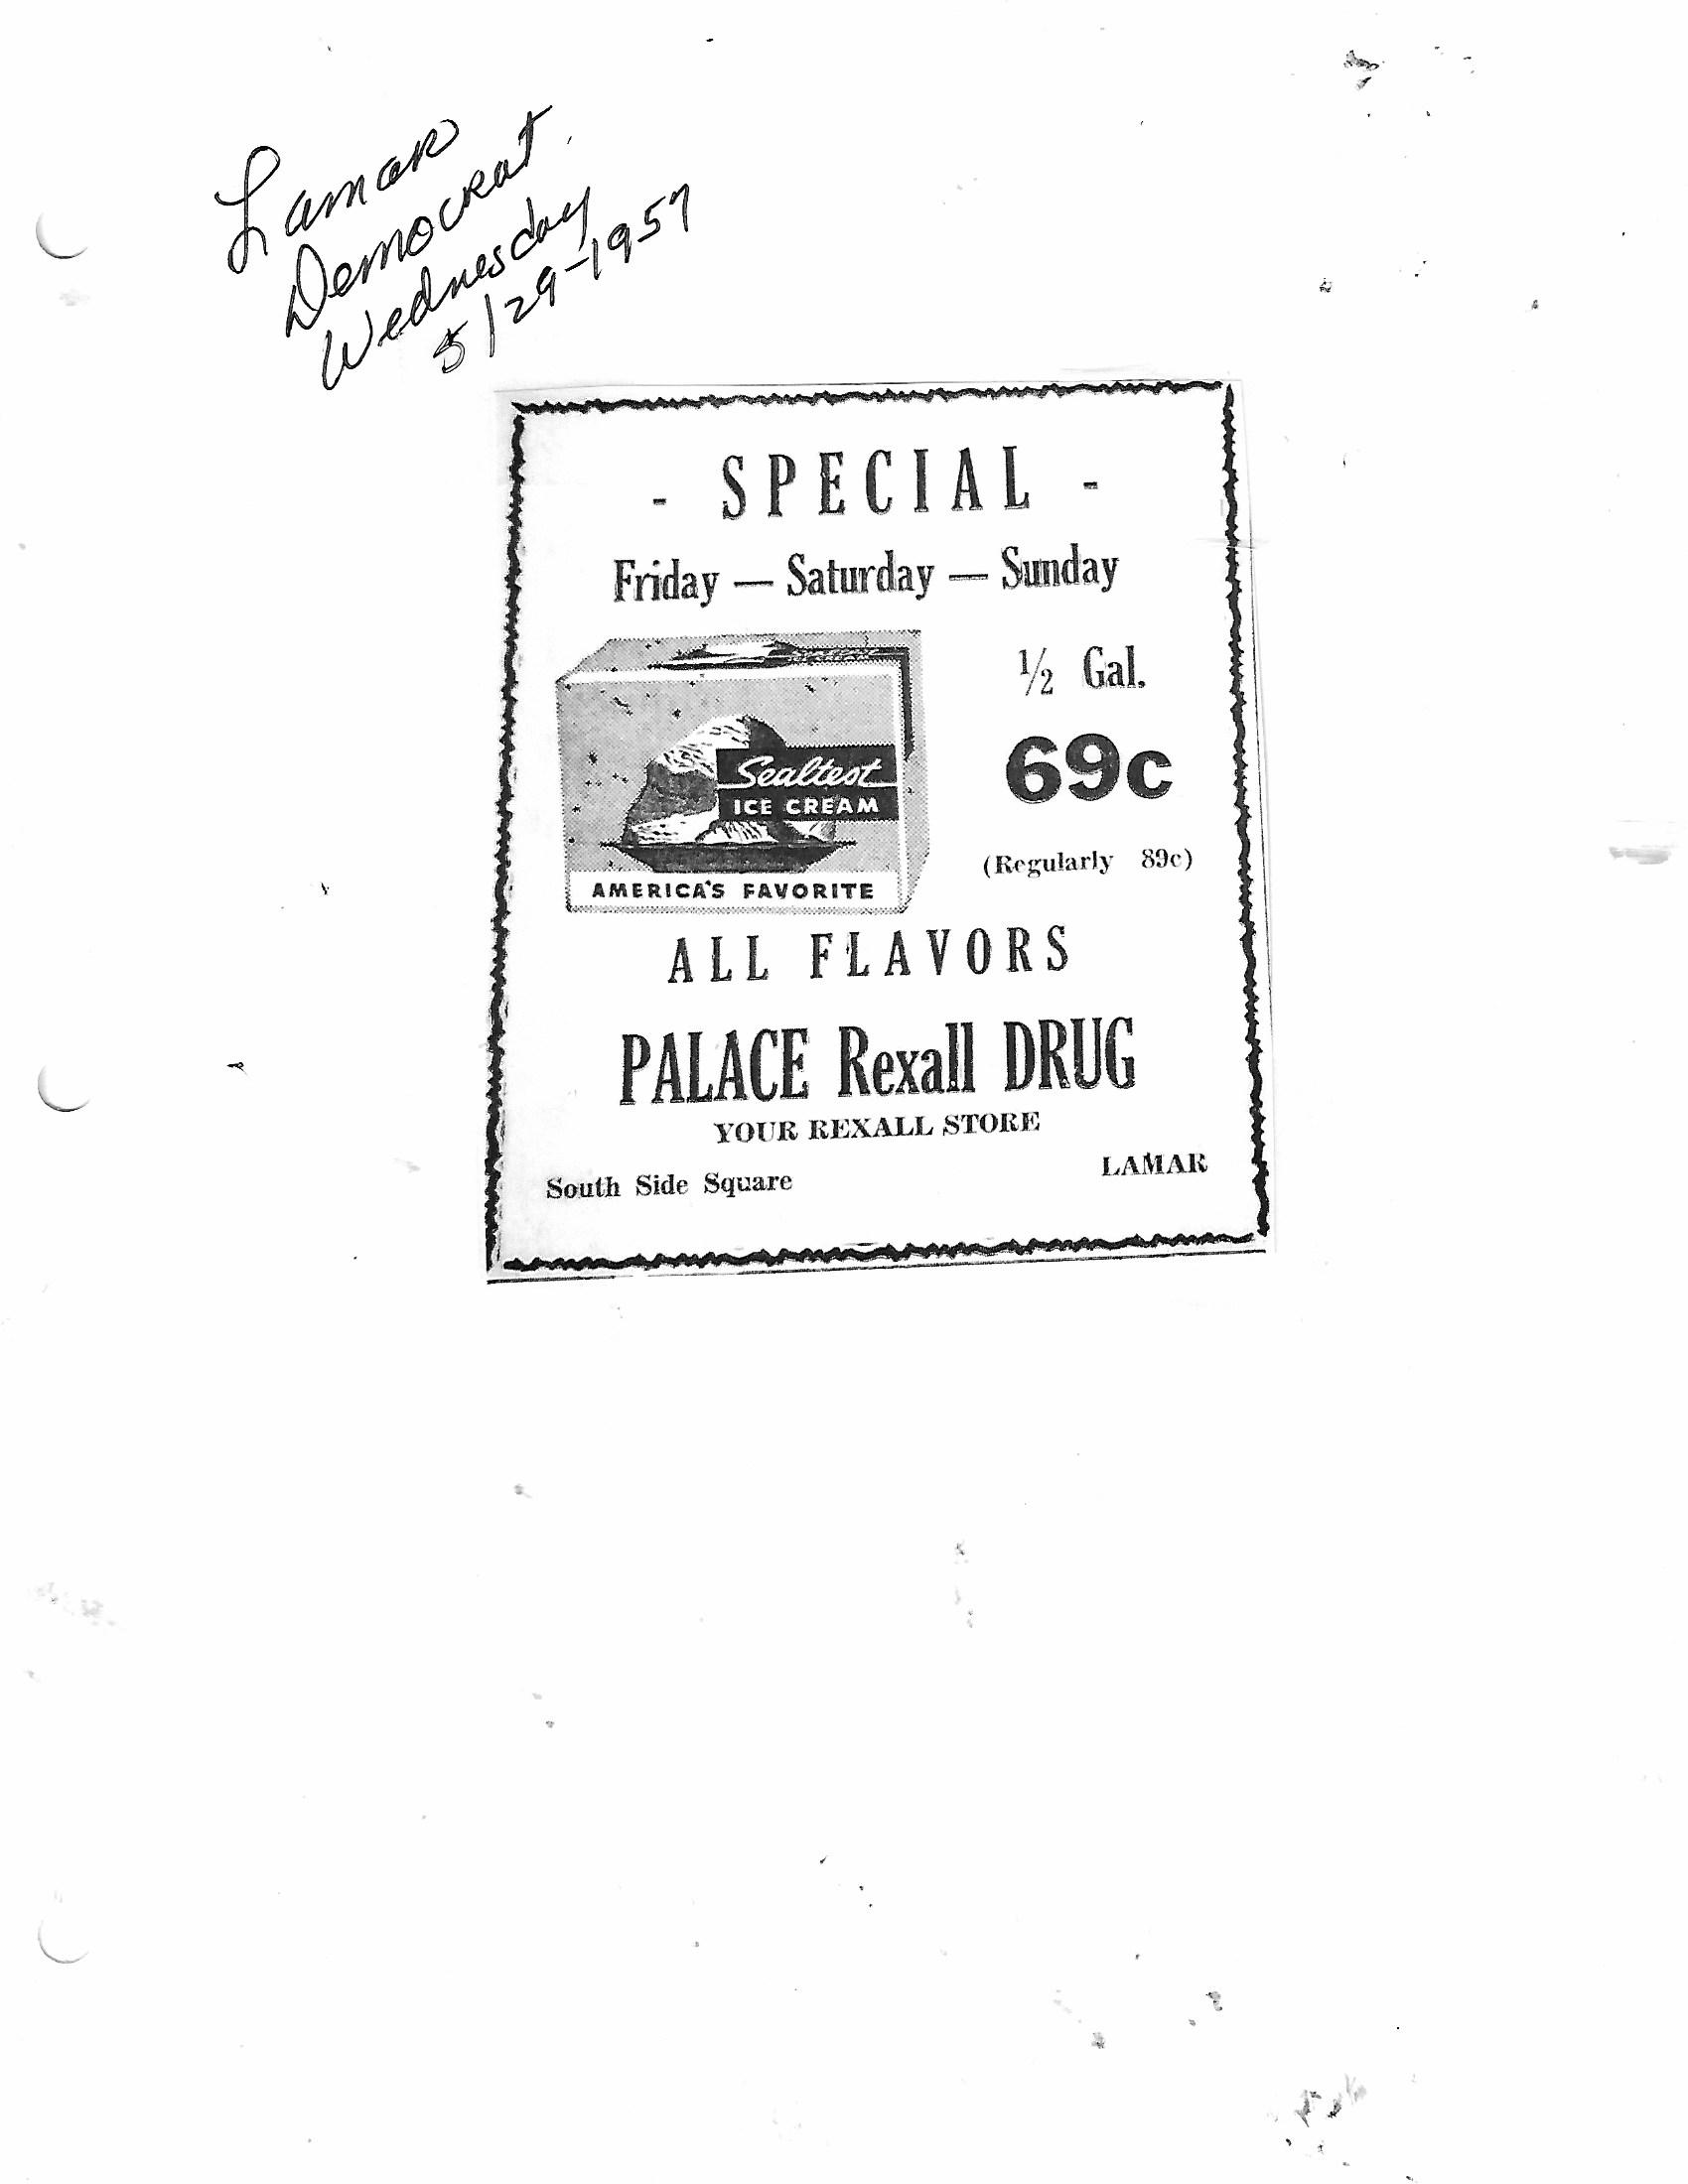 Lamar
Democrat
Wednesday
5/29-1957
- SPECIAL -
Friday — Saturday — Sunday
½ Gal.
69c
(Regularly 89c)
Sealtest
ICE CREAM
AMERICA'S FAVORITE
ALL FLAVORS
PALACE Rexall DRUG
YOUR REXALL STORE
South Side Square LAMAR